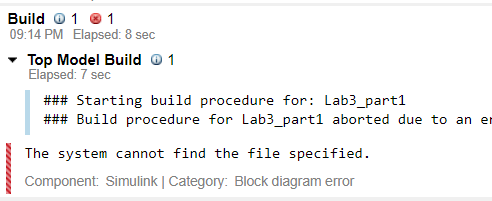 Build 1 1
09:14 PM Elapsed: 8 sec
Top Model Build 1
Elapsed: 7 sec
### Starting build procedure for: Lab3_part1
### Build procedure for Lab3_part1 aborted due to an
The system cannot find the file specified.
Component: Simulink | Category: Block diagram error